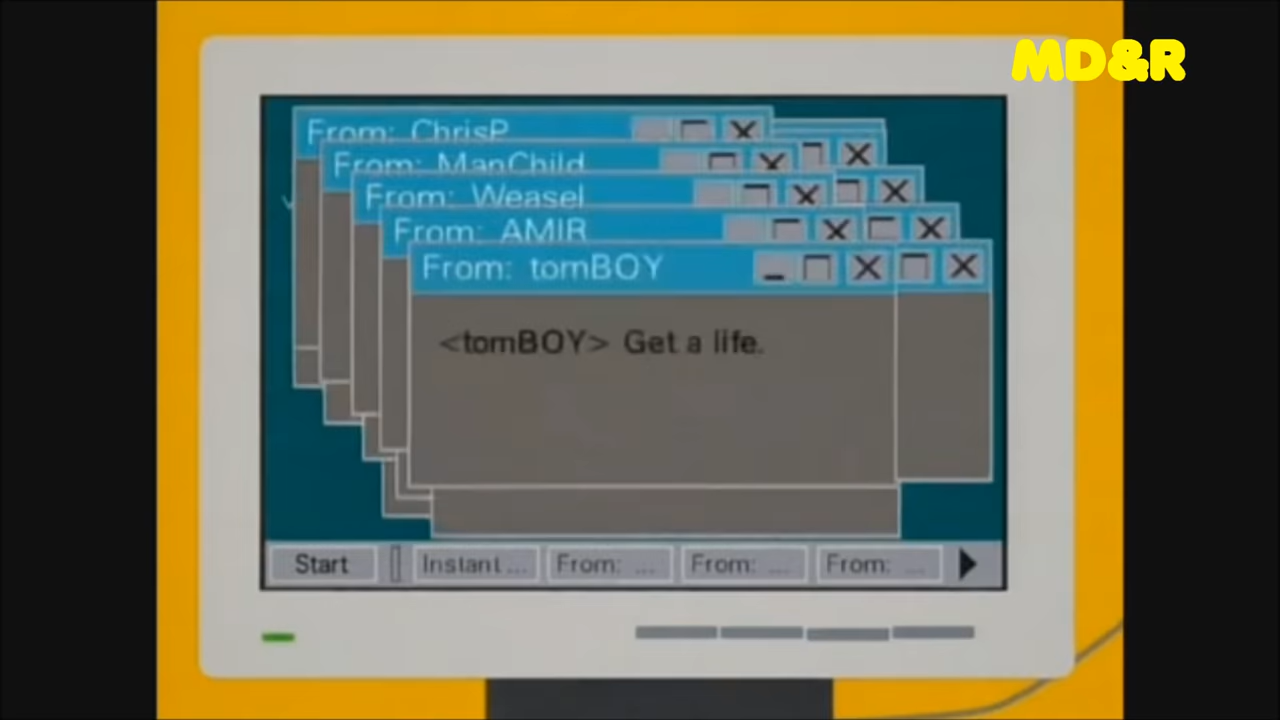 MD&R
From: ChrisP
From: ManChild
From: Weasel
From: AMIR
From: tomBOY
<tomBOY> Get a life.
Start
Instant ...
From: ...
From: ...
From: ...